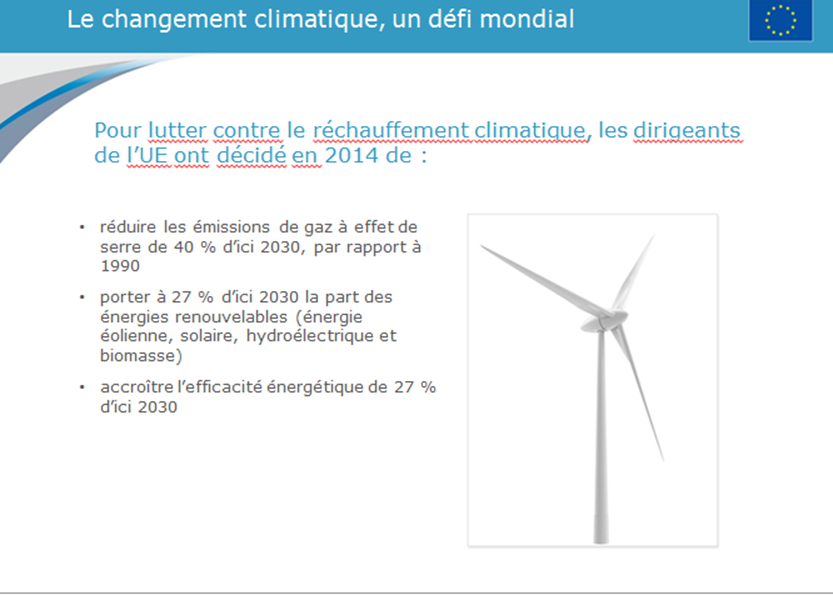 Le changement climatique, un défi mondial
Pour lutter contre le réchauffement climatique, les dirigeants
de l'UE ont décidé en 2014 de :
• réduire les émissions de gaz à effet de
serre de 40 % d'ici 2030, par rapport à
1990
• porter à 27 % d'ici 2030 la part des
énergies renouvelables (énergie
éolienne, solaire, hydroélectrique et
biomasse)
• accroître l'efficacité énergétique de 27 %
d'ici 2030